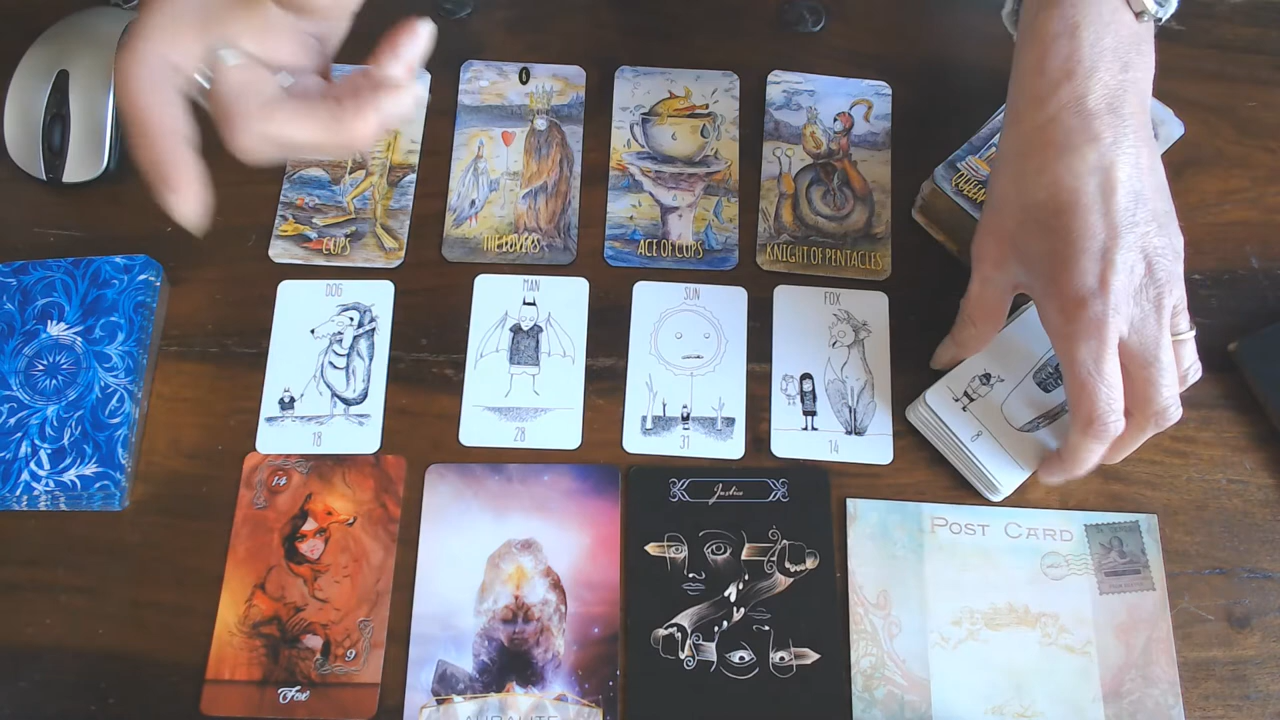 6
CUPS
THE LOVERS
ACE OF CUPS
KNIGHT OF PENTACLES
QUEEN
DOG
18
MAN
28
SUN
31
FOX
14
8
14
9
Fox
Justice
POST CARD